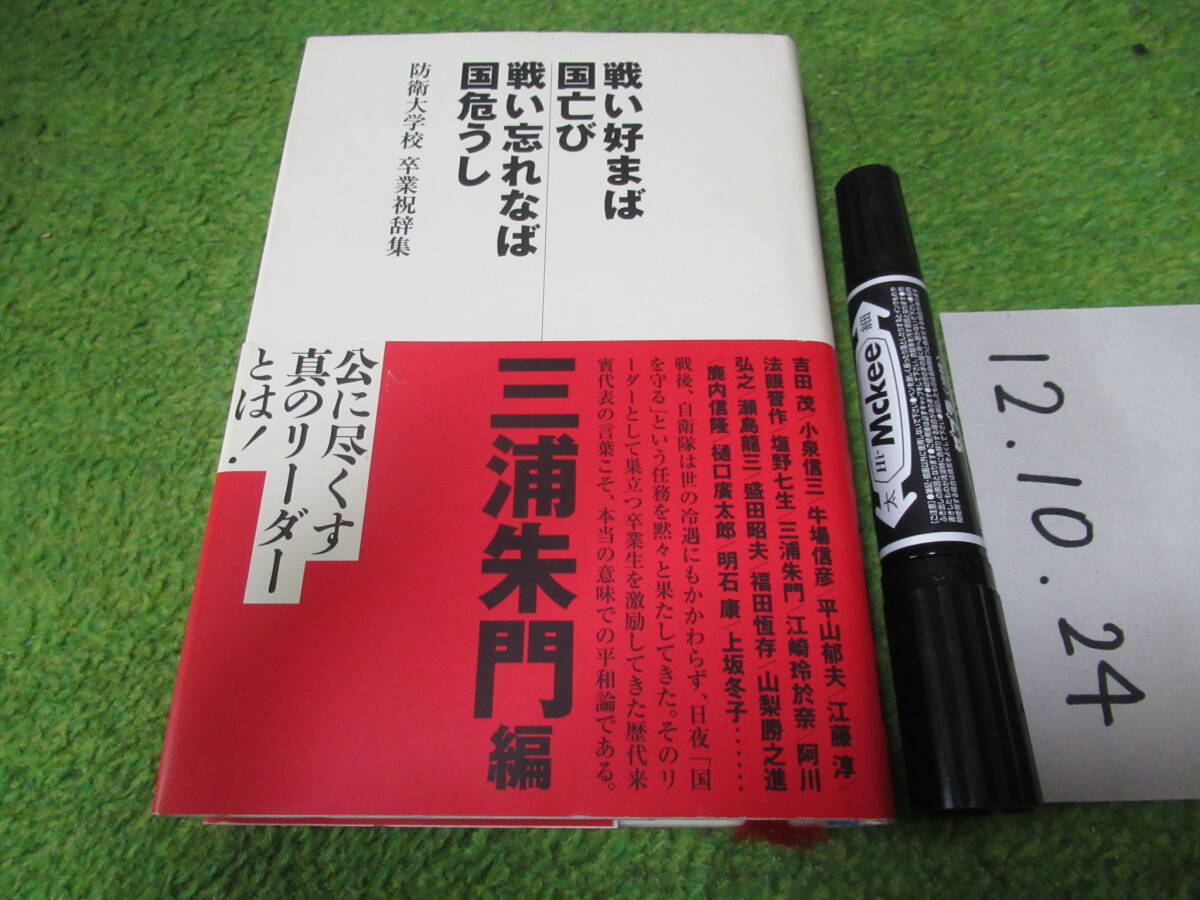 戦い好まば
国亡び
戦い忘れなば
国危うし
防衛大学校 卒業祝辞集
吉田 茂/小泉信三/牛場信彦/平山郁夫/江藤 淳/
法眼晋作/塩野七生/三浦朱門/江崎玲於奈/阿川
弘之/瀬島龍三/盛田昭夫/福田恆存/山梨勝之進
/鹿内信隆/樋口廣太郎/明石 康/上坂冬子……
戦後、自衛隊は世の冷遇にもかかわらず、日夜「国
を守る」という任務を黙々と果たしてきた。そのリ
ーダーとして巣立つ卒業生を激励してきた歴代来
賓代表の言葉こそ、本当の意味での平和論である。
三浦朱門 編
公に尽くす
真のリーダー
とは!
細
ハイ-Mckee
太
12.10.24